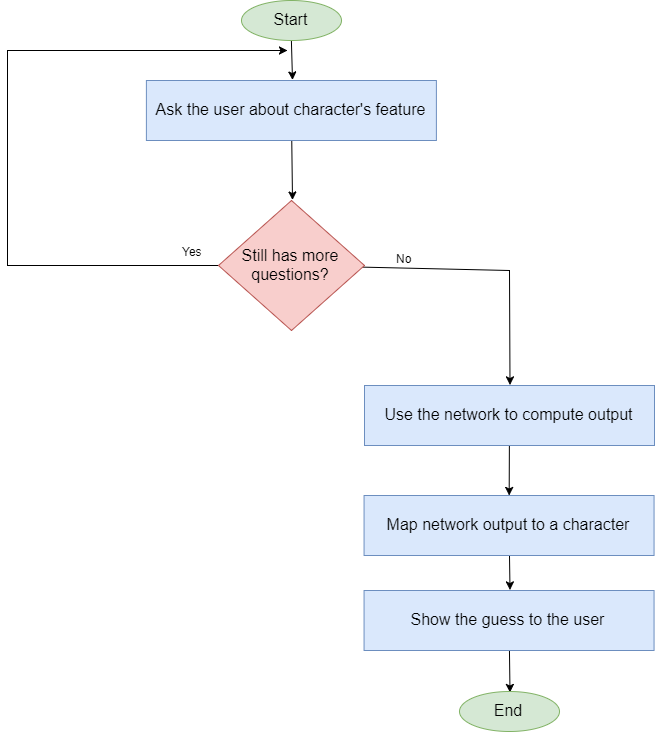 Start
Ask the user about character's feature
Yes
Still has more
questions?
No
Use the network to compute output
Map network output to a character
Show the guess to the user
End